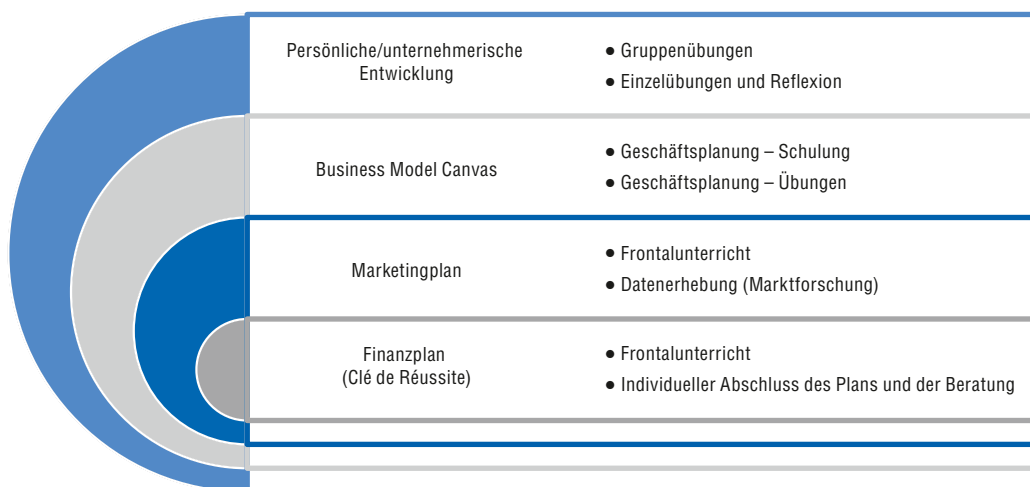 Persönliche/unternehmerische
Entwicklung
● Gruppenübungen
● Einzelübungen und Reflexion
Business Model Canvas
● Geschäftsplanung – Schulung
● Geschäftsplanung – Übungen
Marketingplan
● Frontalunterricht
● Datenerhebung (Marktforschung)
Finanzplan
(Clé de Réussite)
● Frontalunterricht
● Individueller Abschluss des Plans und der Beratung